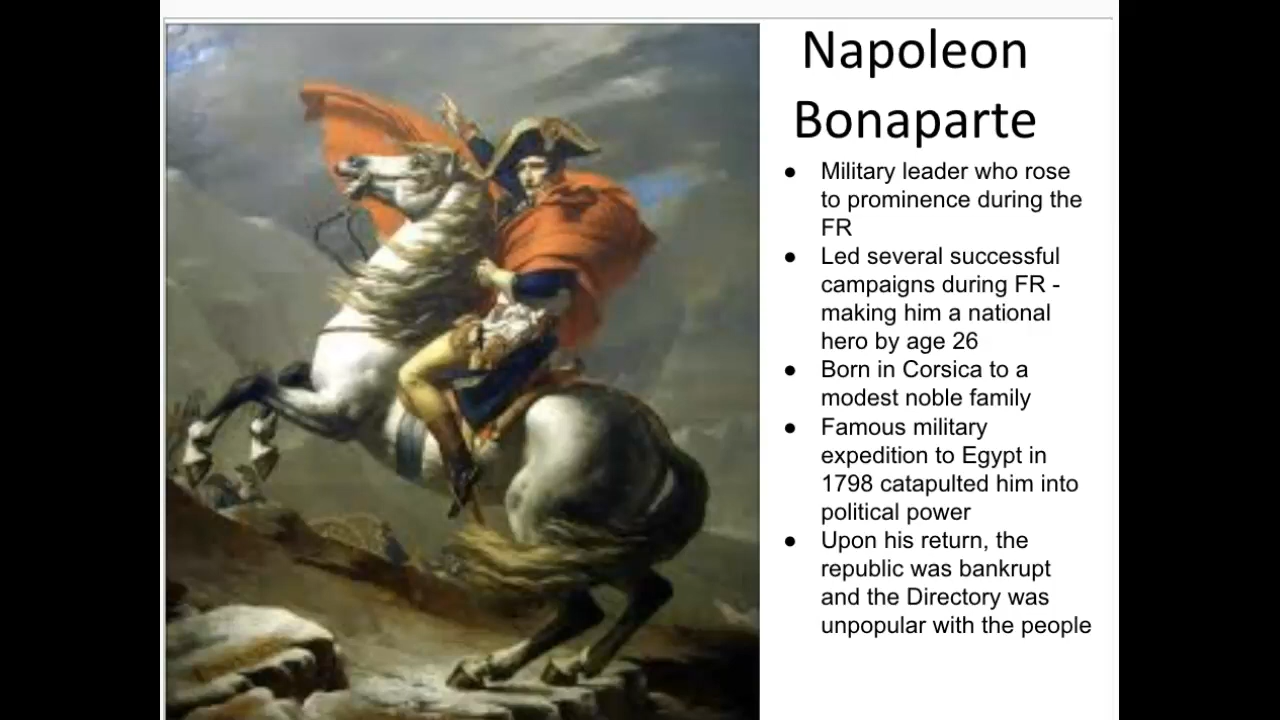 Napoleon
Bonaparte
● Military leader who rose
to prominence during the
FR
● Led several successful
campaigns during FR -
making him a national
hero by age 26
● Born in Corsica to a
modest noble family
● Famous military
expedition to Egypt in
1798 catapulted him into
political power
● Upon his return, the
republic was bankrupt
and the Directory was
unpopular with the people